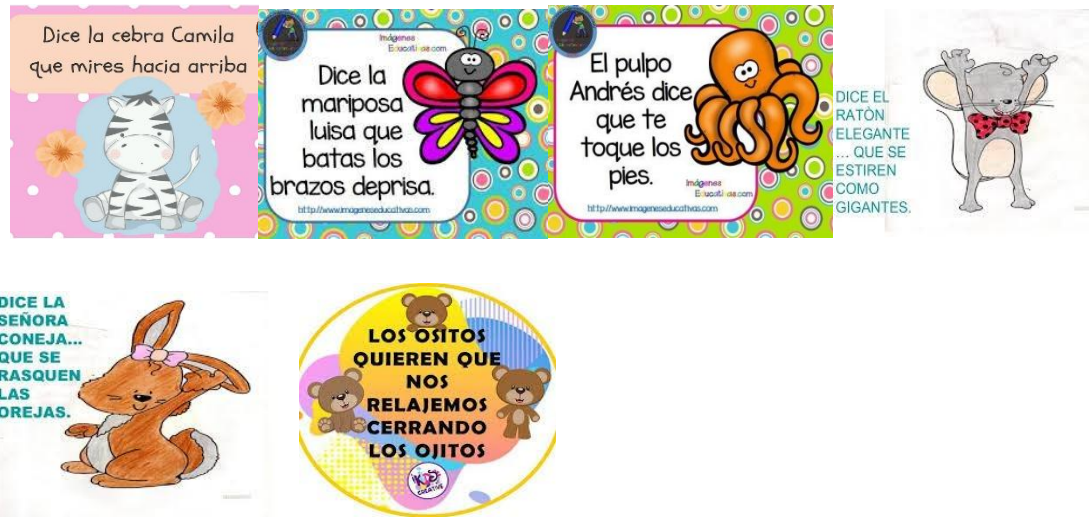 Dice la cebra Camila
que mires hacia arriba
Imágenes
Educativas.com
Dice la
mariposa
luisa que
batas los
brazos deprisa.
http://www.imageneseducativas.com
El pulpo
Andrés dice
que te
toque los
pies.
Imágenes
Educativas.com
http://www.imageneseducativas.com
DICE EL
RATÒN
ELEGANTE
... QUE SE
ESTIREN
COMO
GIGANTES.
DICE LA
SEÑORA
CONEJA...
QUE SE
RASQUEN
LAS
OREJAS.
LOS OSITOS
QUIEREN QUE
NOS
RELAJEMOS
CERRANDO
LOS OJITOS
KIDS
CREATIVE